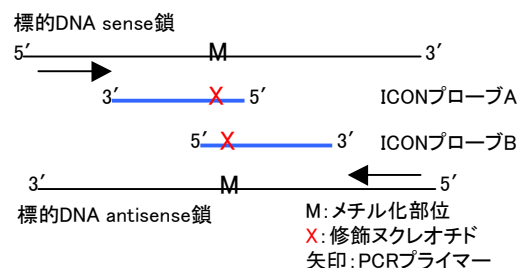 標的DNA sense鎖
5′ M 3′
3′ X 5′ ICONプローブA
5′ X 3′ ICONプローブB
3′ M 5′
標的DNA antisense鎖
M:メチル化部位
X:修飾ヌクレオチド
矢印:PCRプライマー